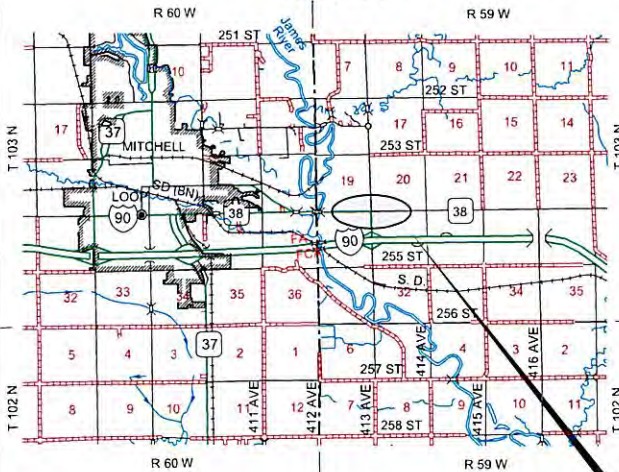 R 60 W R 59 W
251 ST
James
River
10 7 8 9 10 11
252 ST
17 37 17 16 15 14
253 ST
T 103 N MITCHELL T 103 N
19 20 21 22 23
SD (8N)
LOOP
90 38 38
90
255 ST
S. D.
32 33 34 35 36 32 34 35
256 ST
37
414 AVE 416 AVE
5 4 3 2 1 6 4 3 2
257 ST
T 102 N T 102 N
411 AVE 412 AVE 413 AVE 415 AVE
8 9 10 11 12 7 8 9 10 11
258 ST
R 60 W R 59 W